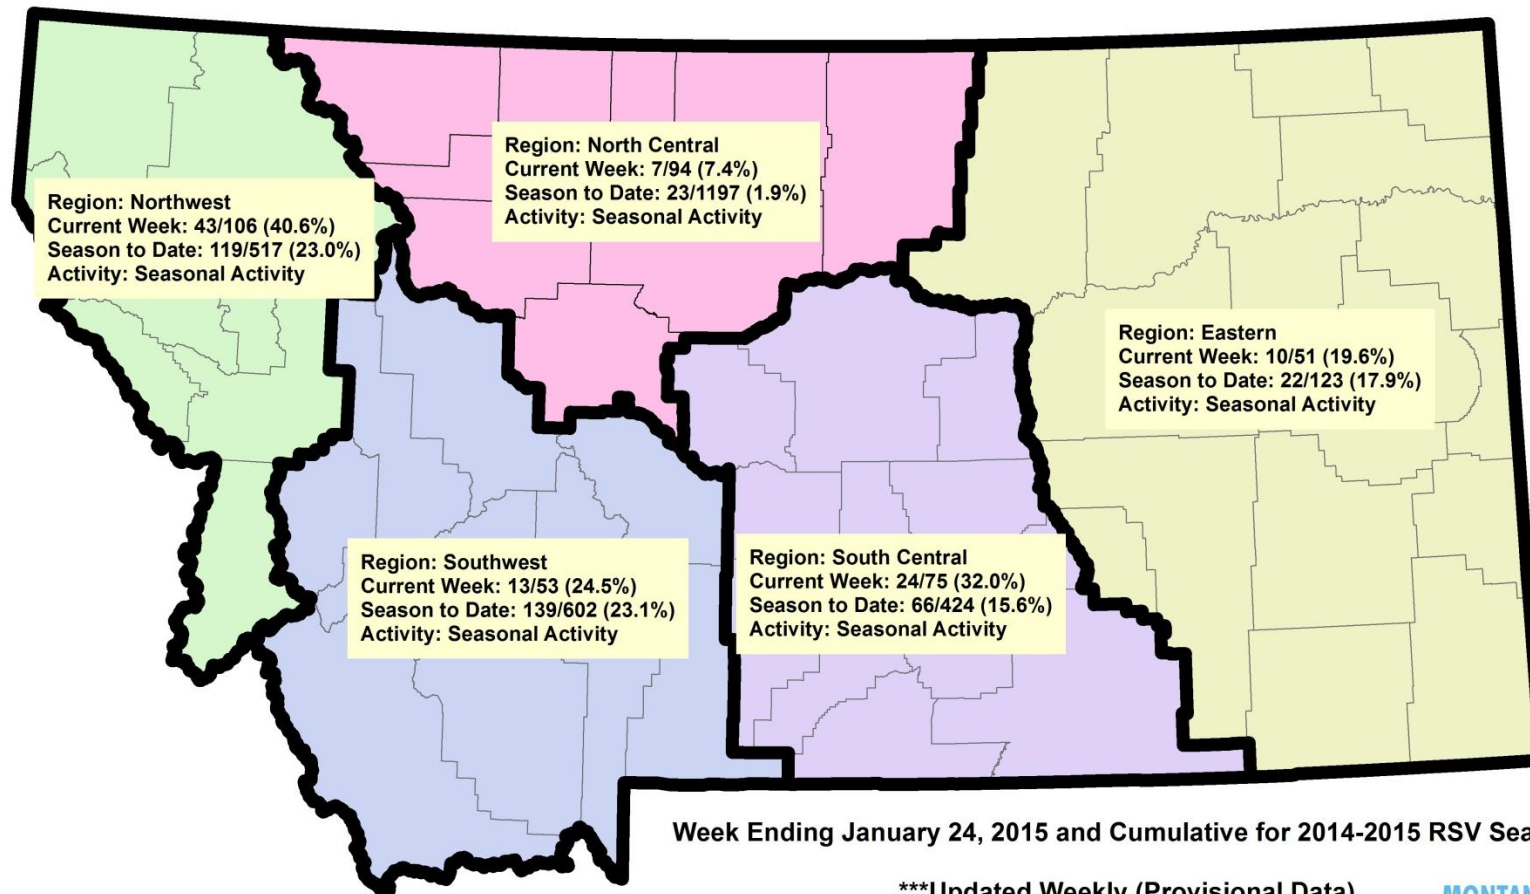 Region: North Central
Current Week: 7/94 (7.4%)
Season to Date: 23/1197 (1.9%)
Activity: Seasonal Activity
Region: Northwest
Current Week: 43/106 (40.6%)
Season to Date: 119/517 (23.0%)
Activity: Seasonal Activity
Region: Eastern
Current Week: 10/51 (19.6%)
Season to Date: 22/123 (17.9%)
Activity: Seasonal Activity
Region: Southwest
Current Week: 13/53 (24.5%)
Season to Date: 139/602 (23.1%)
Activity: Seasonal Activity
Region: South Central
Current Week: 24/75 (32.0%)
Season to Date: 66/424 (15.6%)
Activity: Seasonal Activity
Week Ending January 24, 2015 and Cumulative for 2014-2015 RSV
***Updated Weekly (Provisional Data)